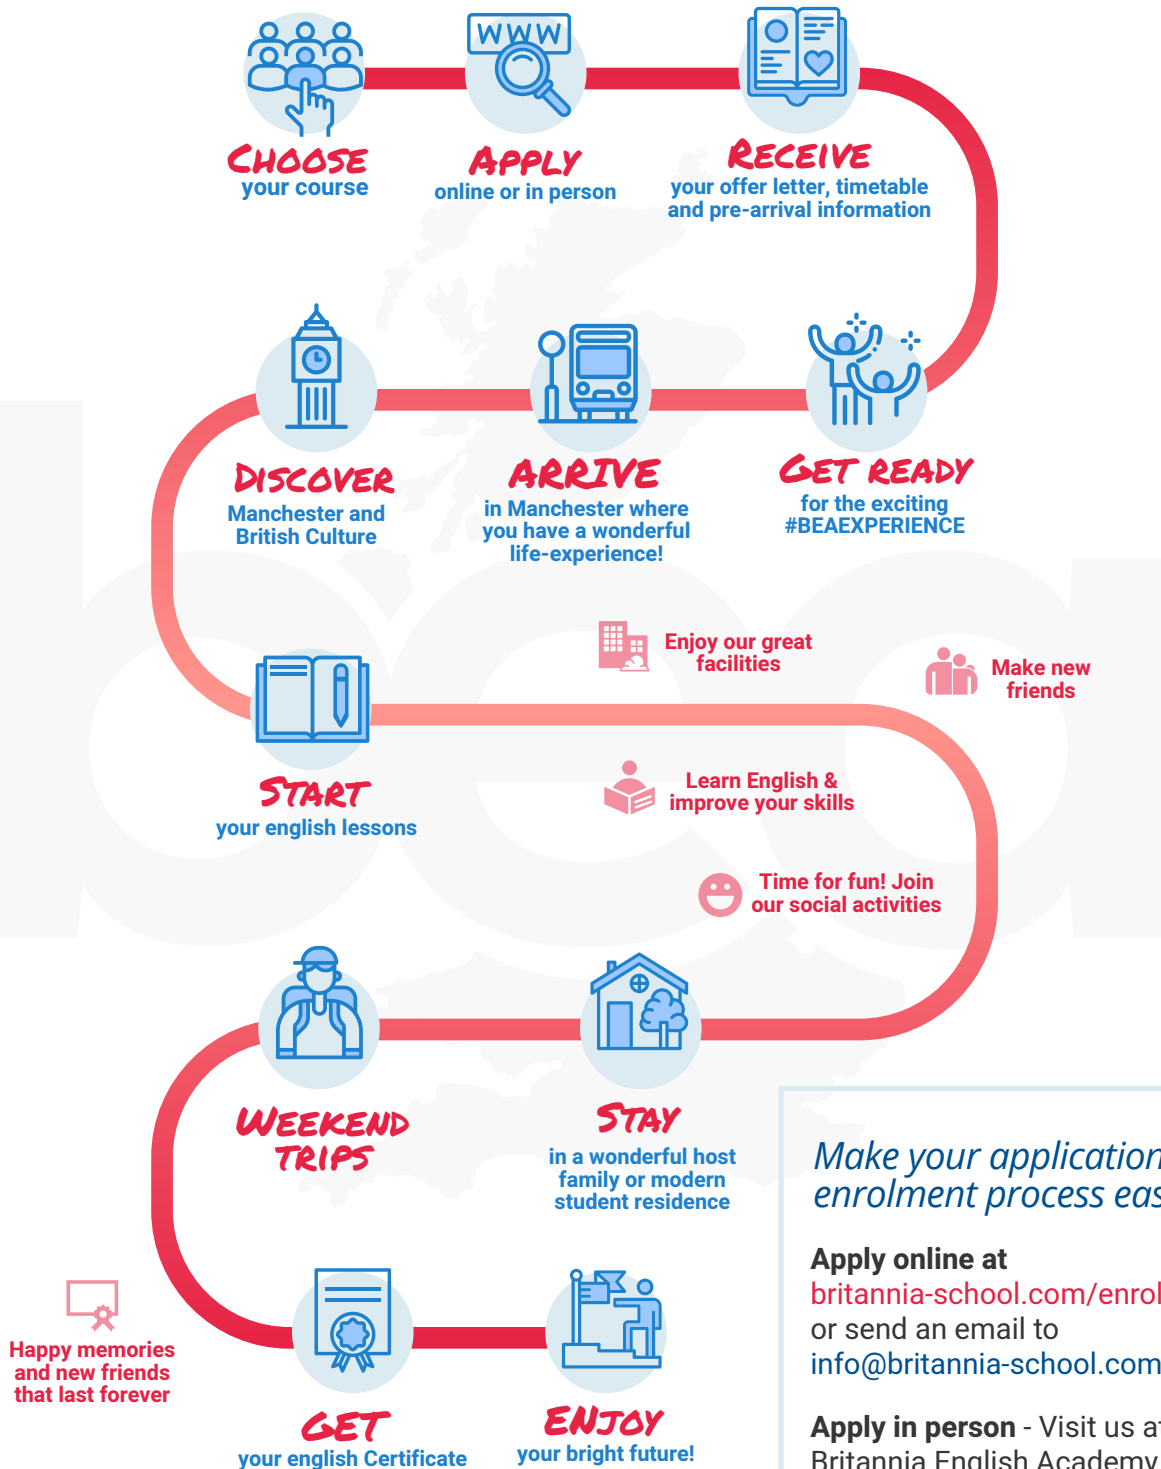 WWW
CHOOSE
your course
APPLY
online or in person
RECEIVE
your offer letter, timetable
and pre-arrival information
GET READY
for the exciting
#BEAEXPERIENCE
ARRIVE
in Manchester where
you have a wonderful
life-experience!
DISCOVER
Manchester and
British Culture
START
your english lessons
Enjoy our great
facilities
Make new
friends
Learn English &
improve your skills
Time for fun! Join
our social activities
STAY
in a wonderful host
family or modern
student residence
WEEKEND
TRIPS
Happy memories
and new friends
that last forever
GET
your english Certificate
ENJOY
your bright future!
Make your application
enrolment process eas
Apply online at
britannia-school.com/enrol
or send an email to
info@britannia-school.com
Apply in person - Visit us at
Britannia English Academy
bea